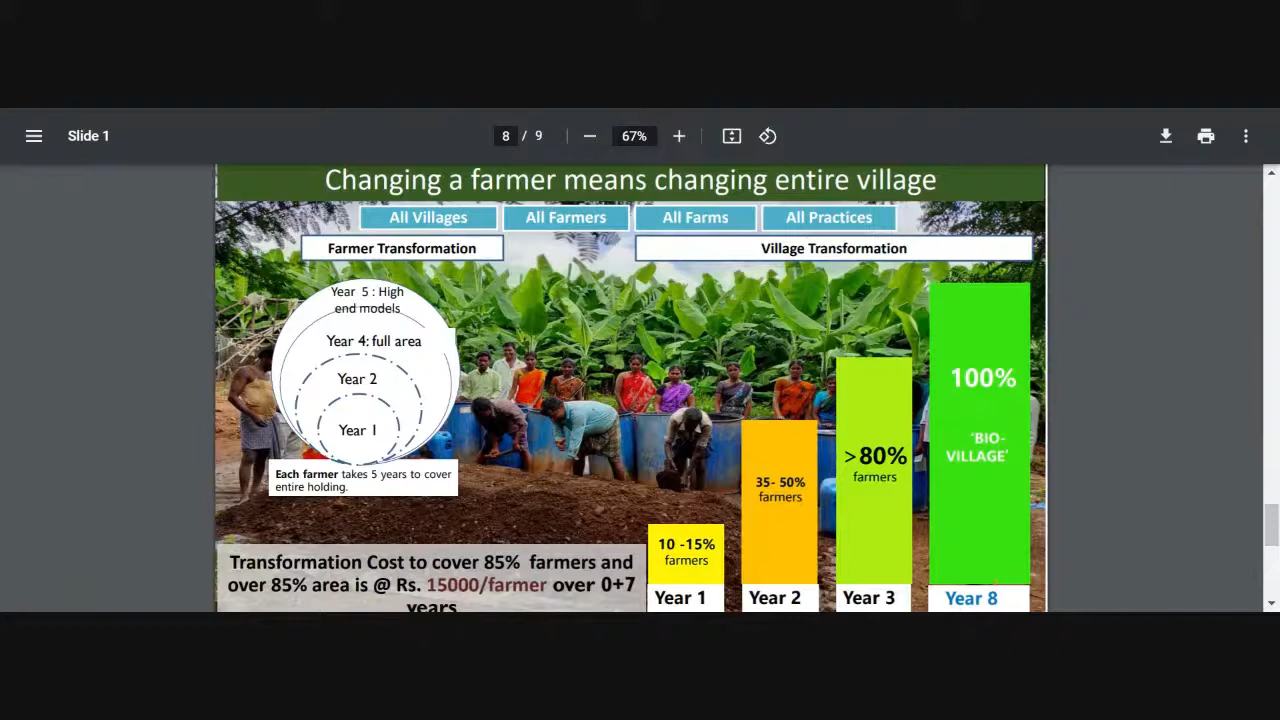 Slide 1
8 / 9
67%
Changing a farmer means changing entire village
All Villages
All Farmers
All Farms
All Practices
Farmer Transformation
Village Transformation
Year 5 : High
end models
Year 4: full area
Year 2
Year 1
Each farmer takes 5 years to cover
entire holding.
Transformation Cost to cover 85% farmers and
over 85% area is @ Rs. 15000/farmer over 0+7
years
10 -15%
farmers
Year 1
35- 50%
farmers
Year 2
>80%
farmers
Year 3
100%
'BIO-
VILLAGE'
Year 8